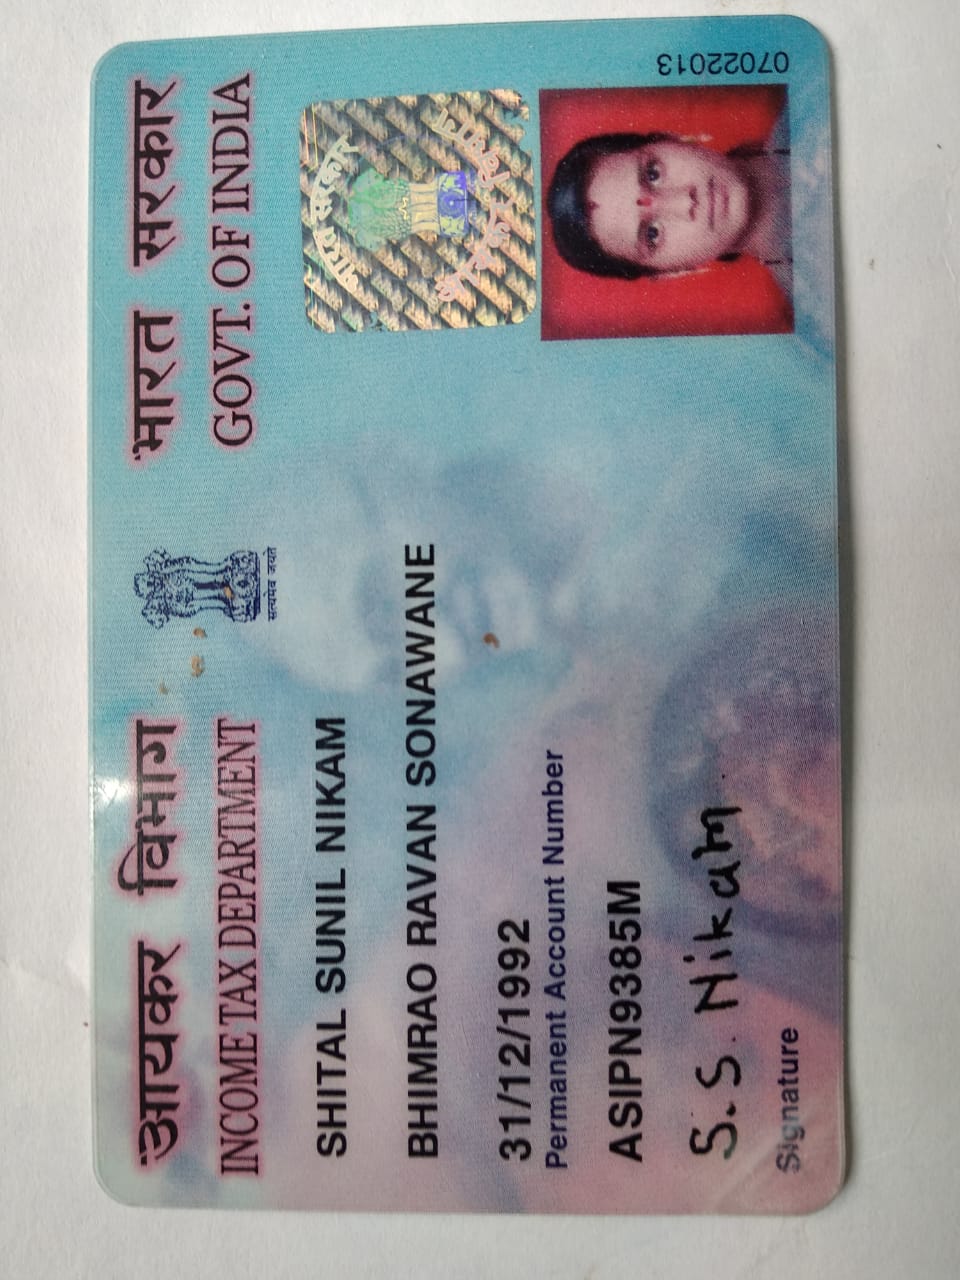 आयकर विभाग
INCOME TAX DEPARTMENT
सत्यमेव जयते
भारत सरकार
GOVT. OF INDIA
SHITAL SUNIL NIKAM
BHIMRAO RAVAN SONAWANE
31/12/1992
Permanent Account Number
ASIPN9385M
S. S. Nikam
Signature
07022013